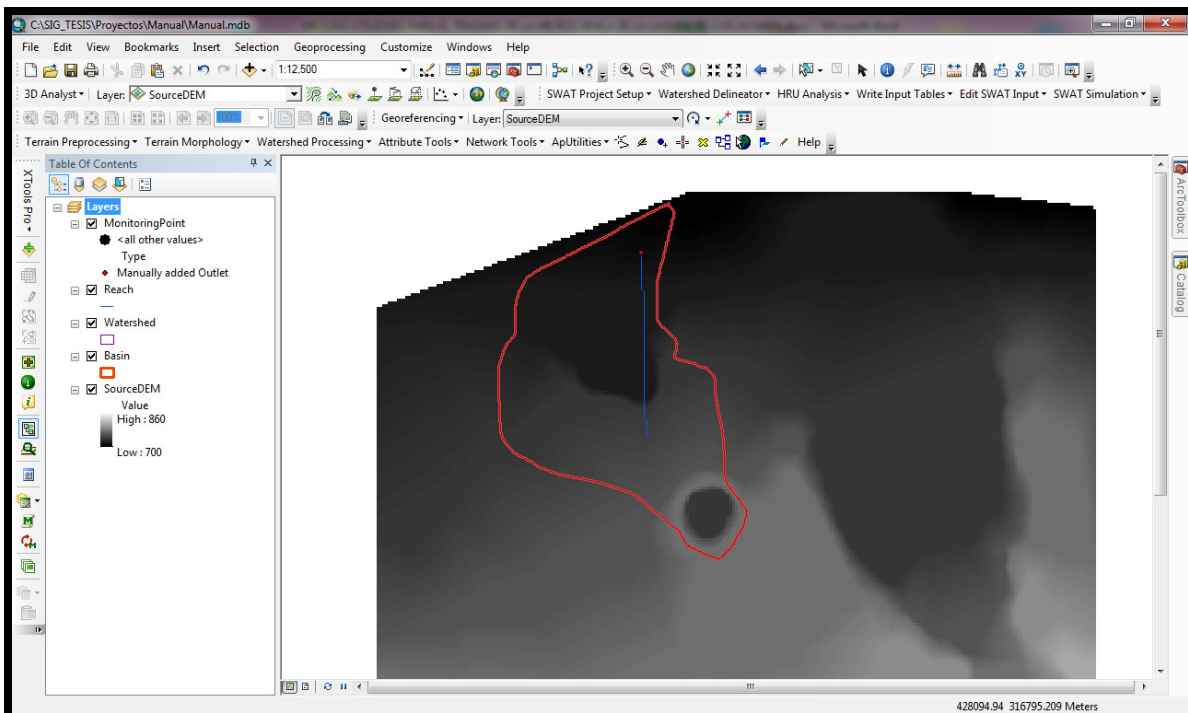 C:\SIG_TESIS\Proyectos\Manual\Manual.mdb
File Edit View Bookmarks Insert Selection Geoprocessing Customize Windows Help
1:12,500
3D Analyst Layer: SourceDEM SWAT Project Setup Watershed Delineator HRU Analysis Write Input Tables Edit SWAT Input SWAT Simulation
100% Georeferencing Layer: SourceDEM
Terrain Preprocessing Terrain Morphology Watershed Processing Attribute Tools Network Tools ApUtilities Help
XTools Pro
Table Of Contents
Layers
MonitoringPoint
<all other values>
Type
Manually added Outlet
Reach
Watershed
Basin
SourceDEM
Value
High : 860
Low : 700
ArcToolbox
Catalog
428094.94 316795.209 Meters